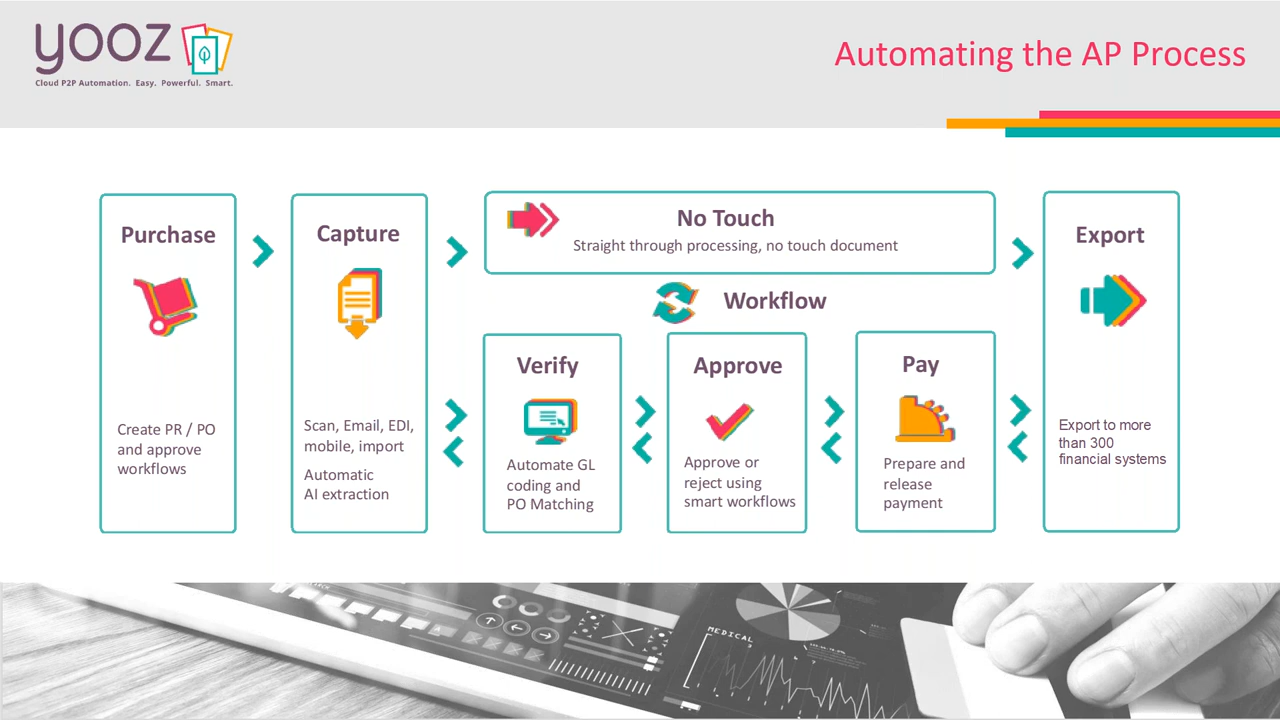 yooz
Cloud P2P Automation. Easy. Powerful. Smart.
Automating the AP Process
Purchase
Create PR / PO
and approve
workflows
Capture
Scan, Email, EDI,
mobile, import
Automatic
AI extraction
No Touch
Straight through processing, no touch document
Workflow
Verify
Automate GL
coding and
PO Matching
Approve
Approve or
reject using
smart workflows
Pay
Prepare and
release
payment
Export
Export to more
than 300
financial systems
MEDICAL